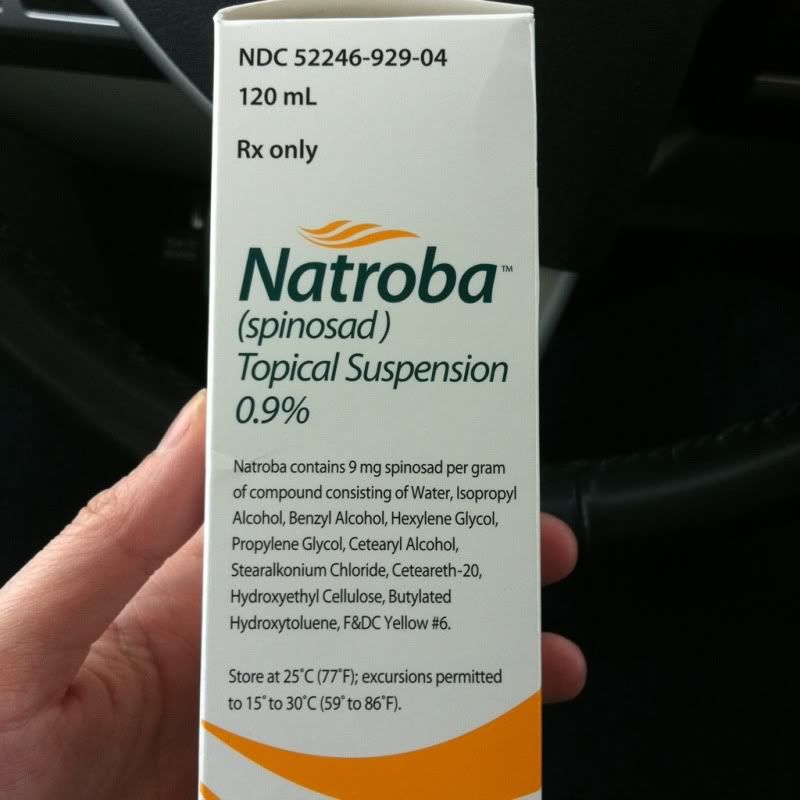 NDC 52246-929-04
120 mL
Rx only
Natroba™
(spinosad)
Topical Suspension
0.9%
Natroba contains 9 mg spinosad per gram
of compound consisting of Water, Isopropyl
Alcohol, Benzyl Alcohol, Hexylene Glycol,
Propylene Glycol, Cetearyl Alcohol,
Stearalkonium Chloride, Ceteareth-20,
Hydroxyethyl Cellulose, Butylated
Hydroxytoluene, F&DC Yellow #6.
Store at 25˚C (77˚F); excursions permitted
to 15˚ to 30˚C (59˚ to 86˚F).